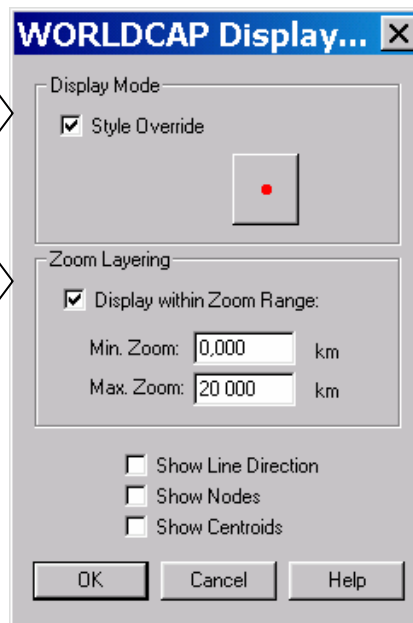 WORLDCAP Display...
Display Mode
Style Override
Zoom Layering
Display within Zoom Range:
Min. Zoom: 0,000 km
Max. Zoom: 20 000 km
Show Line Direction
Show Nodes
Show Centroids
OK Cancel Help